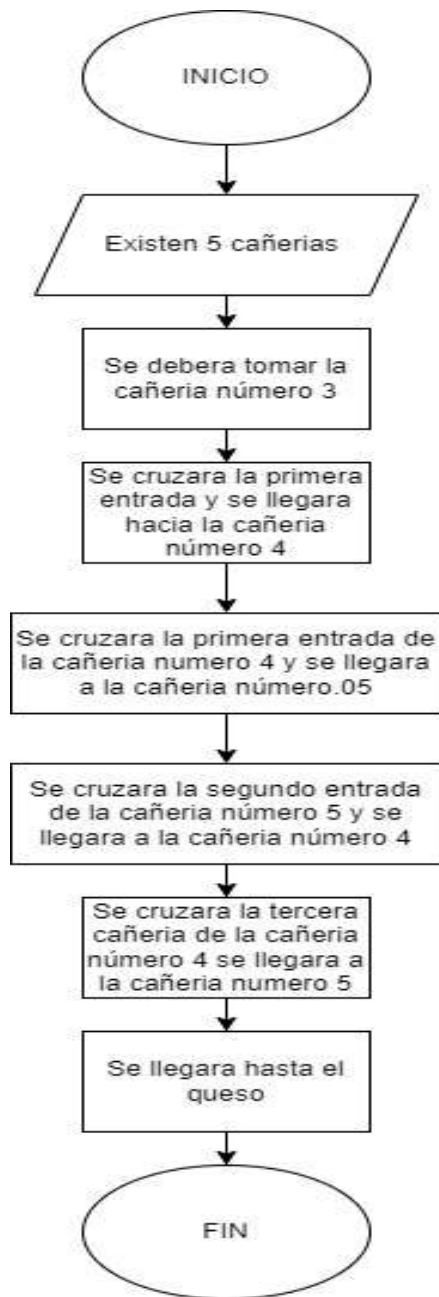 INICIO
Existen 5 cañerias
Se debera tomar la
cañeria número 3
Se cruzara la primera
entrada y se llegara
hacia la cañeria
número 4
Se cruzara la primera entrada de
la cañeria numero 4 y se llegara
a la cañeria número.05
Se cruzara la segundo entrada
de la cañeria número 5 y se
llegara a la cañeria número 4
Se cruzara la tercera
cañeria de la cañeria
número 4 se llegara a
la cañeria numero 5
Se llegara hasta el
queso
FIN